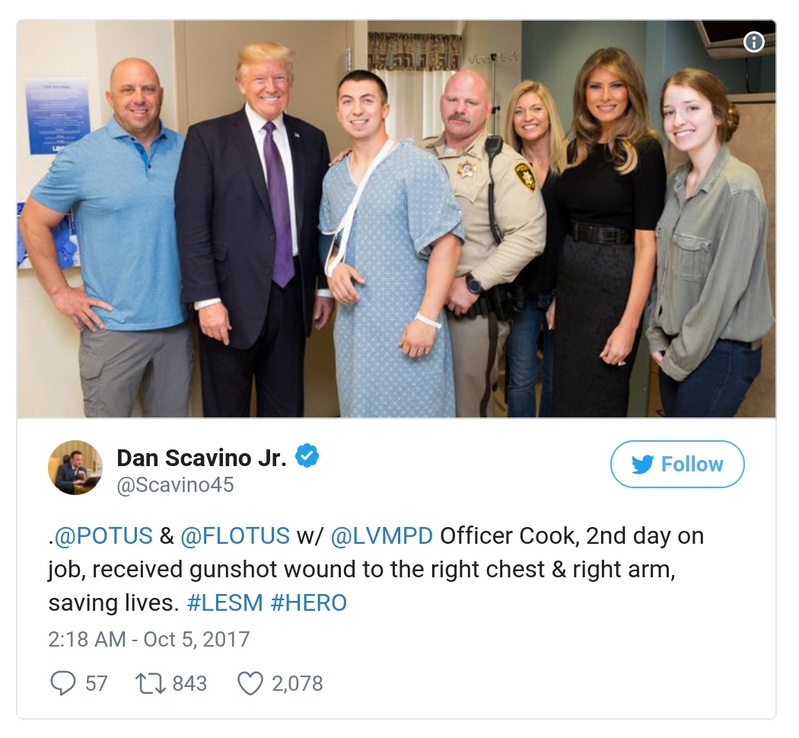 Dan Scavino Jr.
@Scavino45
Follow
.@POTUS & @FLOTUS w/ @LVMPD Officer Cook, 2nd day on
job, received gunshot wound to the right chest & right arm,
saving lives. #LESM #HERO
2:18 AM - Oct 5, 2017
57 843 2,078